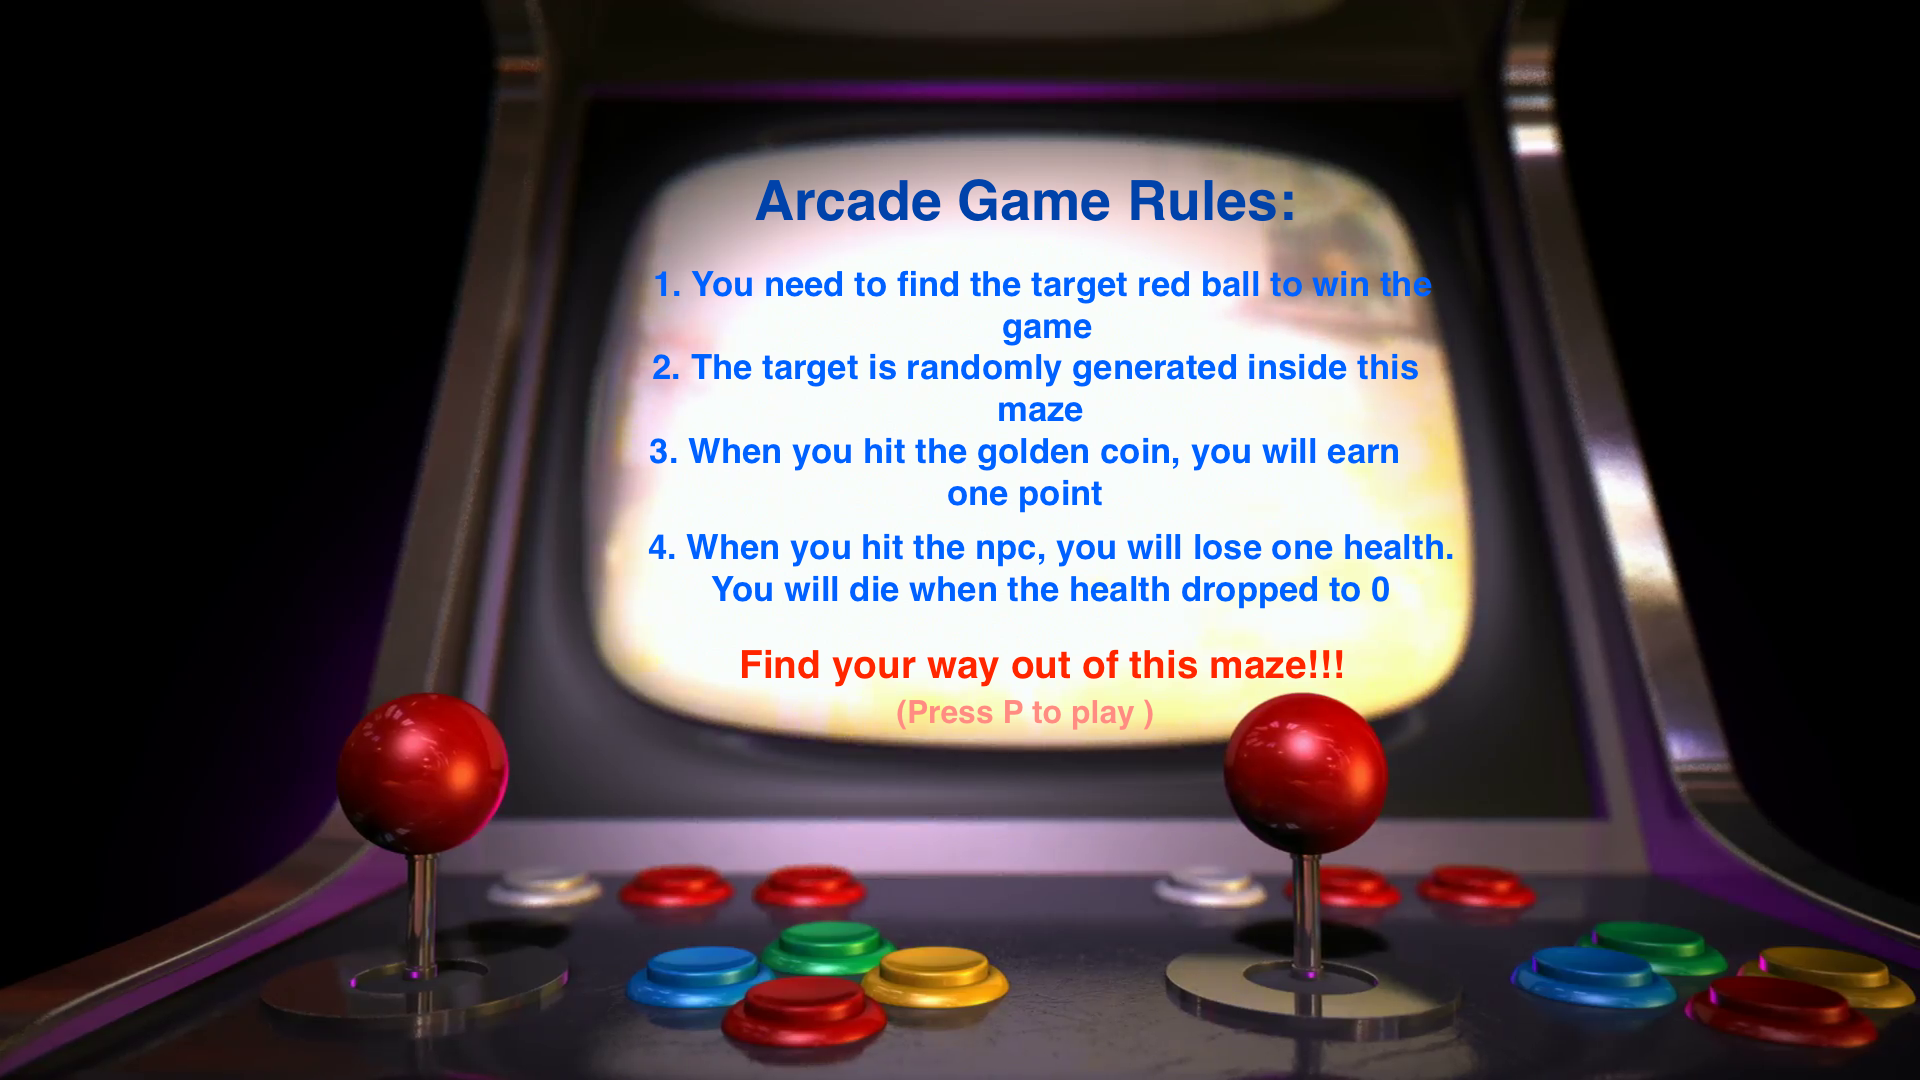 Arcade Game Rules:
1. You need to find the target red ball to win the
game
2. The target is randomly generated inside this
maze
3. When you hit the golden coin, you will earn
one point
4. When you hit the npc, you will lose one health.
You will die when the health dropped to 0
Find your way out of this maze!!!
(Press P to play )